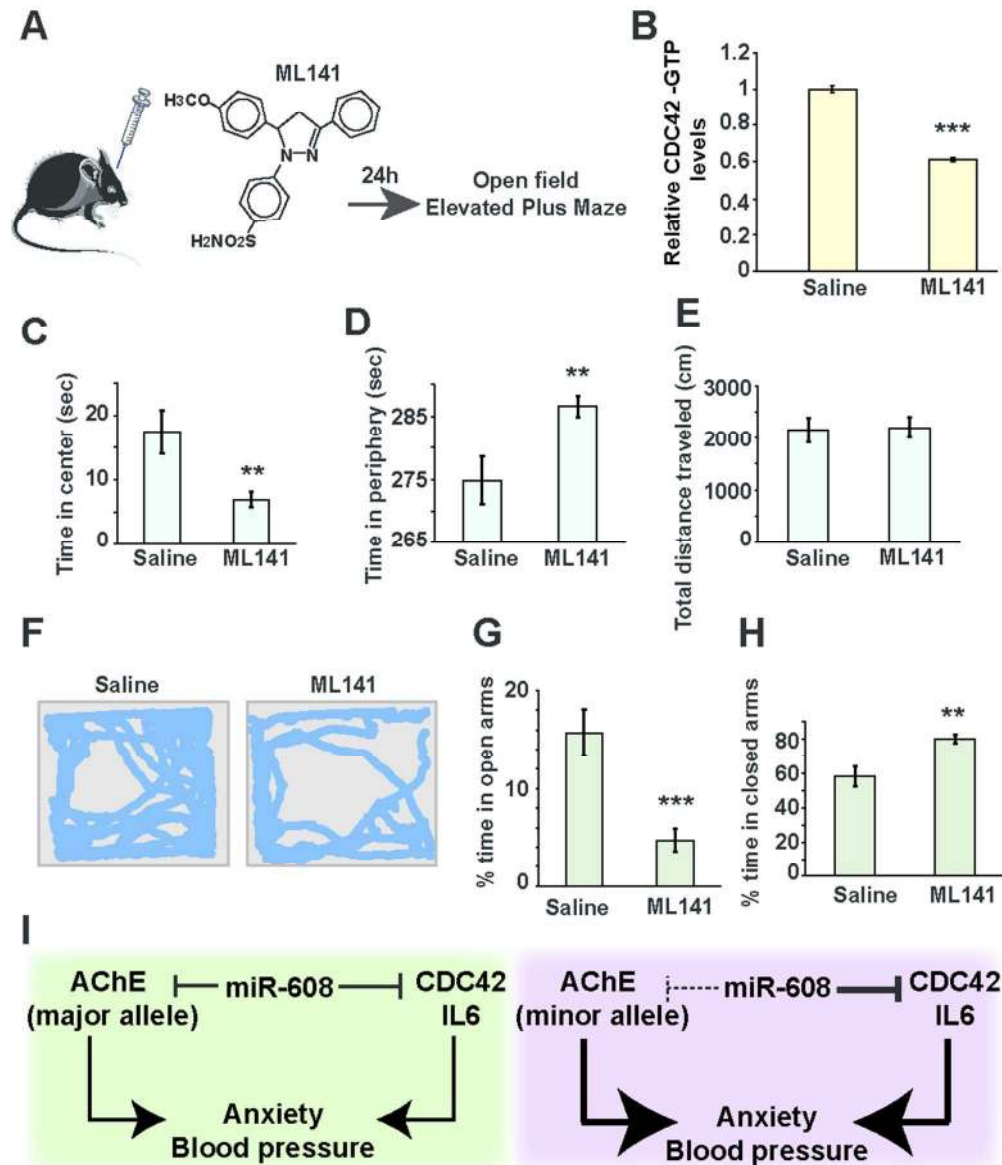 A
ML141
H3CO
N
N
H2NO2S
24h
Open field
Elevated Plus Maze
B
Relative CDC42 -GTP
levels
1.2
1
0.8
0.6
0.4
0.2
0
***
Saline
ML141
C
Time in center (sec)
20
10
0
**
Saline
ML141
D
Time in periphery (sec)
285
275
265
**
Saline
ML141
E
Total distance traveled (cm)
3000
2000
1000
0
Saline
ML141
F
Saline
ML141
G
% time in open arms
20
10
0
***
Saline
ML141
H
% time in closed arms
80
60
40
20
0
**
Saline
ML141
I
AChE
(major allele)
miR-608
CDC42
IL6
Anxiety
Blood pressure
AChE
(minor allele)
miR-608
CDC42
IL6
Anxiety
Blood pressure